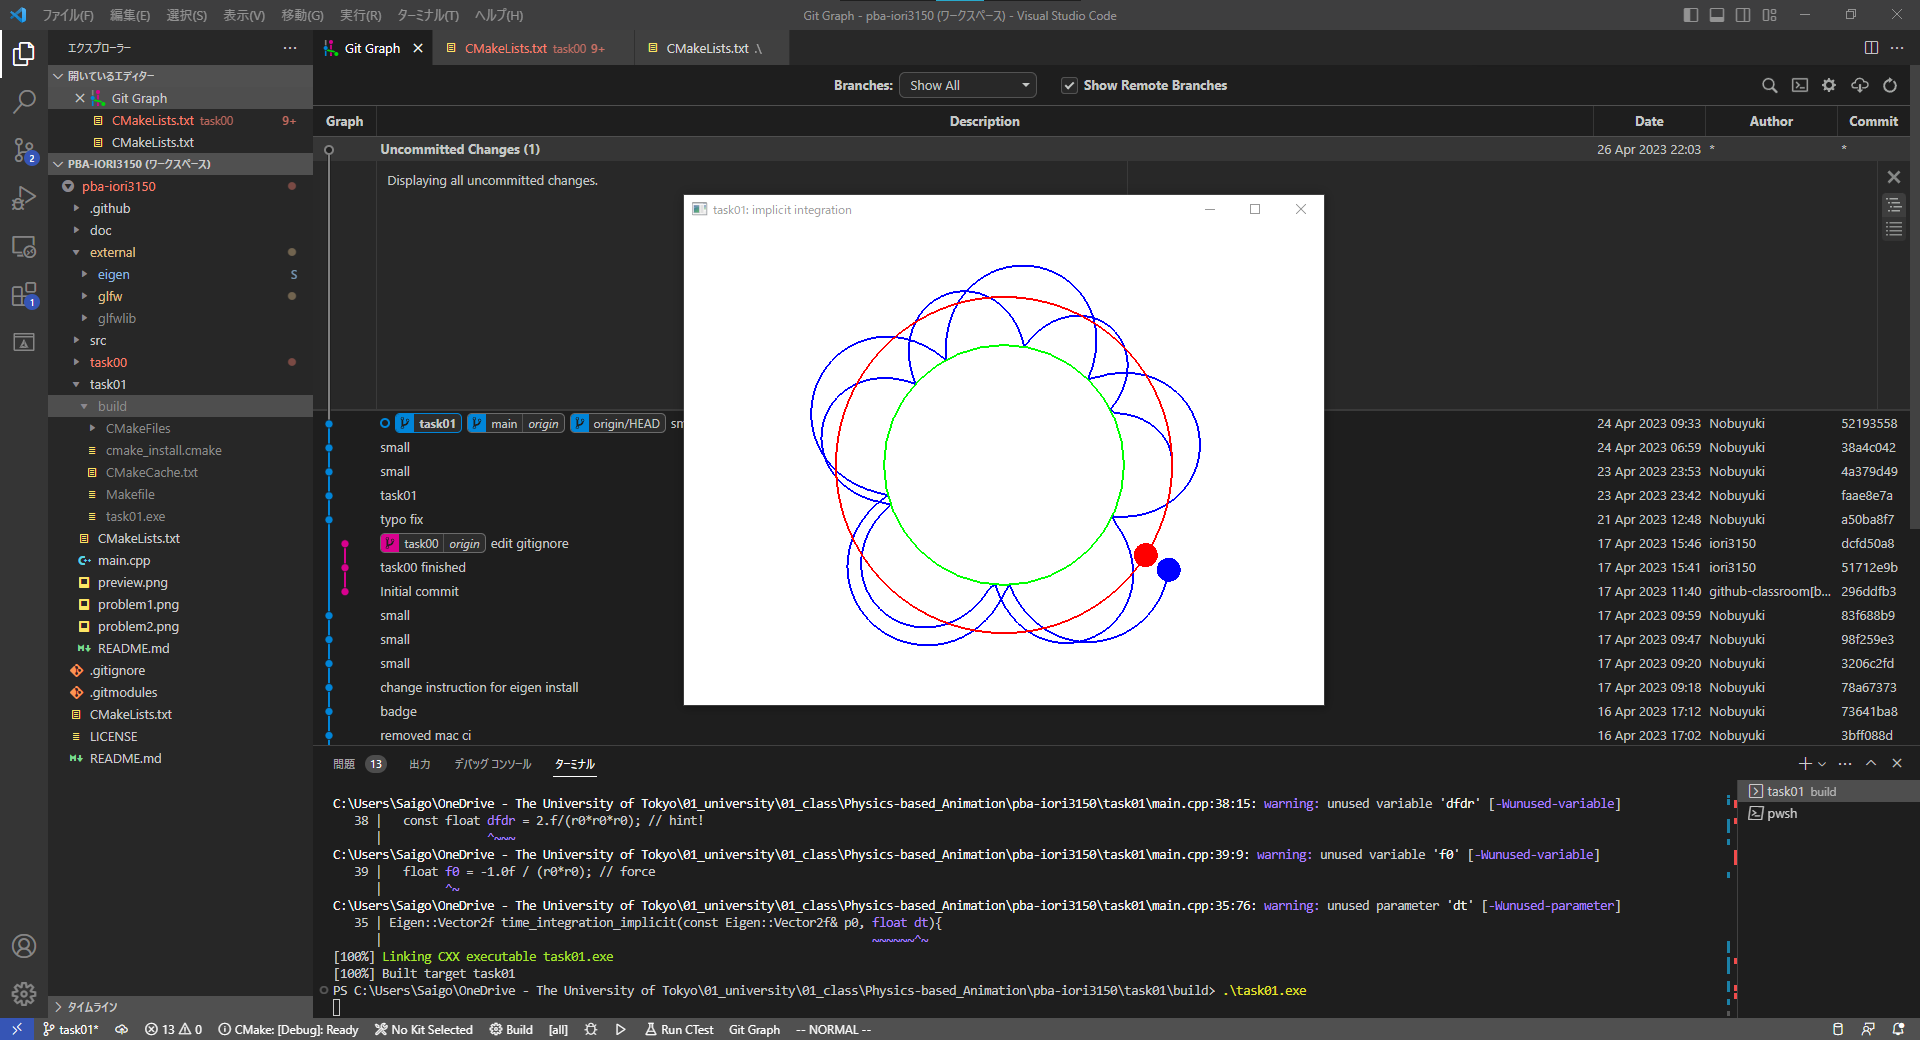 ファイル(F) 編集(E) 選択(S) 表示(V) 移動(G) 実行(R) ターミナル(T) ヘルプ(H)
Git Graph - pba-iori3150 (ワークスペース) - Visual Studio Code
エクスプローラー
Git Graph
CMakeLists.txt task00 9+
CMakeLists.txt .\
開いているエディター
Git Graph
CMakeLists.txt task00 9+
CMakeLists.txt
PBA-IORI3150 (ワークスペース)
pba-iori3150
.github
doc
external
eigen S
glfw
glfwlib
src
task00
task01
build
CMakeFiles
cmake_install.cmake
CMakeCache.txt
Makefile
task01.exe
CMakeLists.txt
main.cpp
preview.png
problem1.png
problem2.png
README.md
.gitignore
.gitmodules
CMakeLists.txt
LICENSE
README.md
タイムライン
2
1
Branches: Show All Show Remote Branches
Graph Description Date Author Commit
Uncommitted Changes (1) 26 Apr 2023 22:03 * *
Displaying all uncommitted changes.
task01: implicit integration
task01 main origin origin/HEAD sm 24 Apr 2023 09:33 Nobuyuki 52193558
small 24 Apr 2023 06:59 Nobuyuki 38a4c042
small 23 Apr 2023 23:53 Nobuyuki 4a379d49
task01 23 Apr 2023 23:42 Nobuyuki faae8e7a
typo fix 21 Apr 2023 12:48 Nobuyuki a50ba8f7
task00 origin edit gitignore 17 Apr 2023 15:46 iori3150 dcfd50a8
task00 finished 17 Apr 2023 15:41 iori3150 51712e9b
Initial commit 17 Apr 2023 11:40 github-classroom[b... 296ddfb3
small 17 Apr 2023 09:59 Nobuyuki 83f688b9
small 17 Apr 2023 09:47 Nobuyuki 98f259e3
small 17 Apr 2023 09:20 Nobuyuki 3206c2fd
change instruction for eigen install 17 Apr 2023 09:18 Nobuyuki 78a67373
badge 16 Apr 2023 17:12 Nobuyuki 73641ba8
removed mac ci 16 Apr 2023 17:02 Nobuyuki 3bff088d
問題 13 出力 デバッグ コンソール ターミナル
C:\Users\Saigo\OneDrive - The University of Tokyo\01_university\01_class\Physics-based_Animation\pba-iori3150\task01\main.cpp:38:15: warning: unused variable 'dfdr' [-Wunused-variable]
38 | const float dfdr = 2.f/(r0*r0*r0); // hint!
| ^~~~
C:\Users\Saigo\OneDrive - The University of Tokyo\01_university\01_class\Physics-based_Animation\pba-iori3150\task01\main.cpp:39:9: warning: unused variable 'f0' [-Wunused-variable]
39 | float f0 = -1.0f / (r0*r0); // force
| ^~
C:\Users\Saigo\OneDrive - The University of Tokyo\01_university\01_class\Physics-based_Animation\pba-iori3150\task01\main.cpp:35:76: warning: unused parameter 'dt' [-Wunused-parameter]
35 | Eigen::Vector2f time_integration_implicit(const Eigen::Vector2f& p0, float dt){
| ~~~~~~^~
[100%] Linking CXX executable task01.exe
[100%] Built target task01
PS C:\Users\Saigo\OneDrive - The University of Tokyo\01_university\01_class\Physics-based_Animation\pba-iori3150\task01\build> .\task01.exe
task01 build
pwsh
task01* 13 0 CMake: [Debug]: Ready No Kit Selected Build [all] Run CTest Git Graph -- NORMAL --